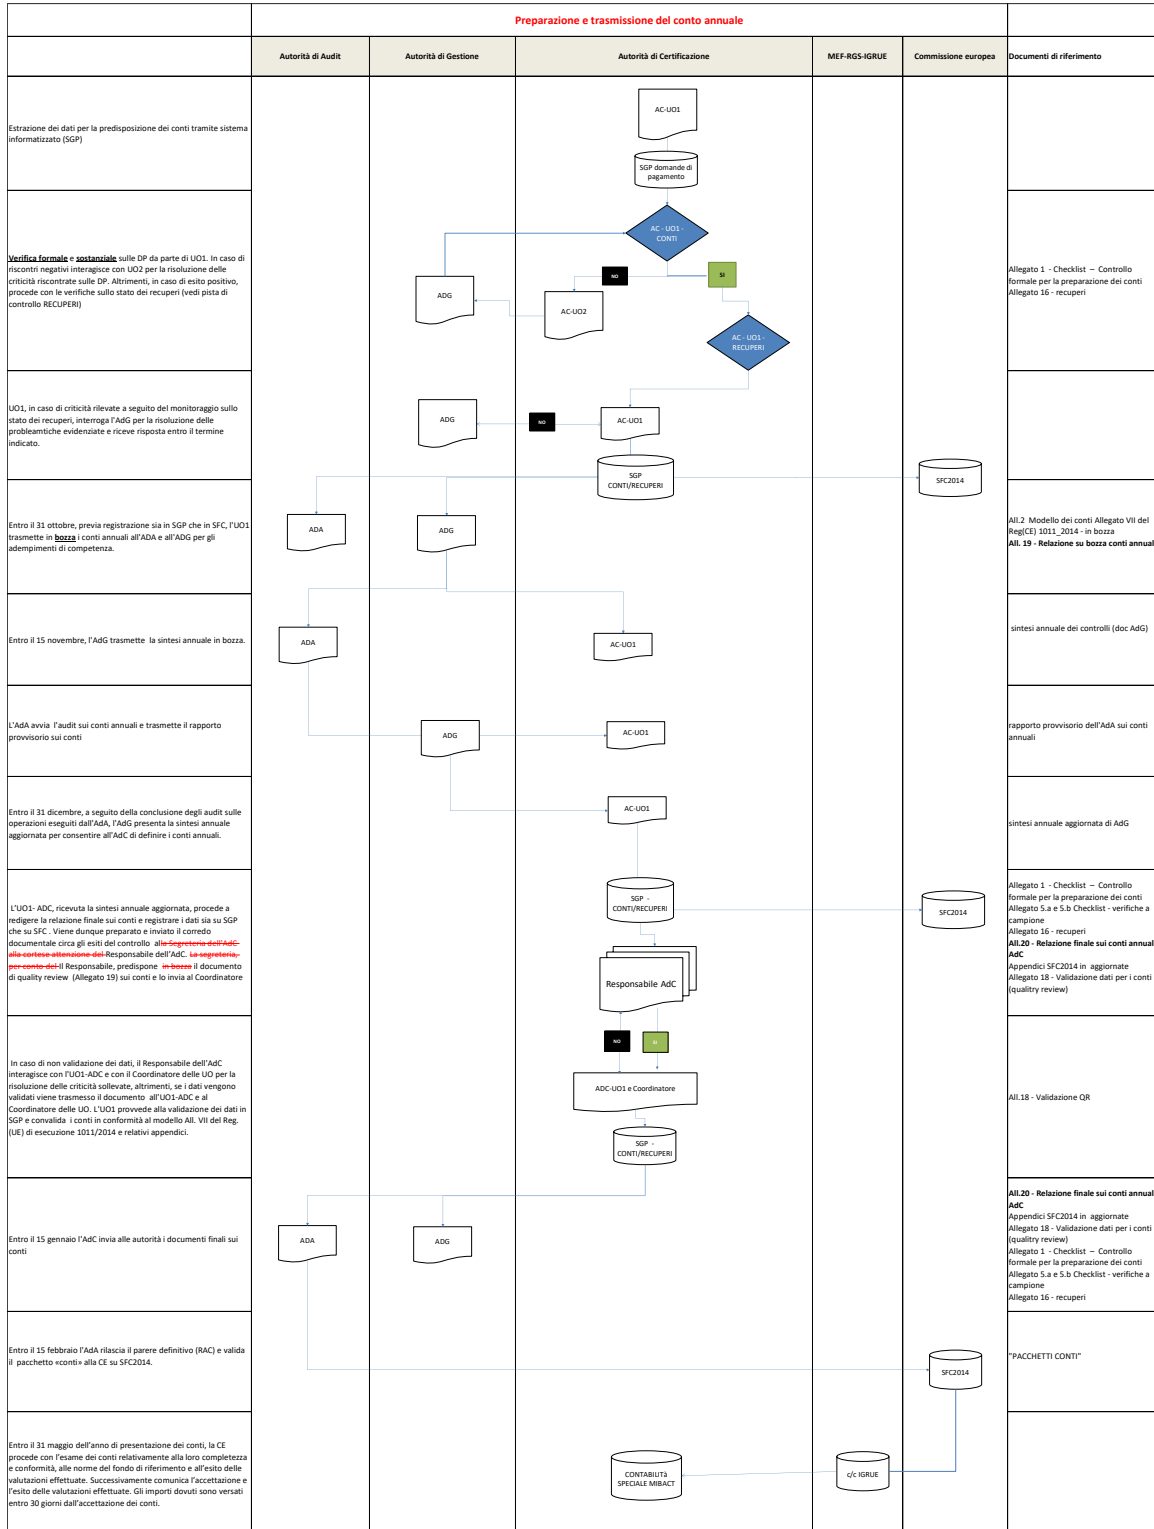 Preparazione e trasmissione del conto annuale
Autorità di Audit
Autorità di Gestione
Autorità di Certificazione
MEF-RGS-IGRUE
Commissione europea
Documenti di riferimento
Estrazione dei dati per la predisposizione dei conti tramite sistema
informatizzato (SGP)
AC-UO1
SGP domande di
pagamento
Verifica formale e sostanziale sulle DP da parte di UO1. In caso di
riscontri negativi interagisce con UO2 per la risoluzione delle
criticità riscontrate sulle DP. Altrimenti, in caso di esito positivo,
procede con le verifiche sullo stato dei recuperi (vedi pista di
controllo RECUPERI)
AC - UO1 -
CONTI
NO
SI
ADG
AC-UO2
AC - UO1 -
RECUPERI
Allegato 1 - Checklist – Controllo
formale per la preparazione dei conti
Allegato 16 - recuperi
UO1, in caso di criticità rilevate a seguito del monitoraggio sullo
stato dei recuperi, interroga l'AdG per la risoluzione delle
probleamtiche evidenziate e riceve risposta entro il termine
indicato.
ADG
NO
AC-UO1
SGP
CONTI/RECUPERI
SFC2014
Entro il 31 ottobre, previa registrazione sia in SGP che in SFC, l'UO1
trasmette in bozza i conti annuali all'ADA e all'ADG per gli
adempimenti di competenza.
ADA
ADG
All.2 Modello dei conti Allegato VII del
Reg(CE) 1011_2014 - in bozza
All. 19 - Relazione su bozza conti annual
Entro il 15 novembre, l'AdG trasmette la sintesi annuale in bozza.
ADA
AC-UO1
sintesi annuale dei controlli (doc AdG)
L'AdA avvia l'audit sui conti annuali e trasmette il rapporto
provvisorio sui conti
ADG
AC-UO1
rapporto provvisorio dell'AdA sui conti
annuali
Entro il 31 dicembre, a seguito della conclusione degli audit sulle
operazioni eseguiti dall'AdA, l'AdG presenta la sintesi annuale
aggiornata per consentire all'AdC di definire i conti annuali.
AC-UO1
sintesi annuale aggiornata di AdG
L'UO1- ADC, ricevuta la sintesi annuale aggiornata, procede a
redigere la relazione finale sui conti e registrare i dati sia su SGP
che su SFC . Viene dunque preparato e inviato il corredo
documentale circa gli esiti del controllo alla Segreteria dell'AdC
alla cortese attenzione del Responsabile dell'AdC. La segreteria,
per conto del Il Responsabile, predispone in bozza il documento
di quality review (Allegato 19) sui conti e lo invia al Coordinatore
SGP -
CONTI/RECUPERI
SFC2014
Responsabile AdC
Allegato 1 - Checklist – Controllo
formale per la preparazione dei conti
Allegato 5.a e 5.b Checklist - verifiche a
campione
Allegato 16 - recuperi
All.20 - Relazione finale sui conti annual
AdC
Appendici SFC2014 in aggiornate
Allegato 18 - Validazione dati per i conti
(qualitry review)
In caso di non validazione dei dati, il Responsabile dell'AdC
interagisce con l'UO1-ADC e con il Coordinatore delle UO per la
risoluzione delle criticità sollevate, altrimenti, se i dati vengono
validati viene trasmesso il documento all'UO1-ADC e al
Coordinatore delle UO. L'UO1 provvede alla validazione dei dati in
SGP e convalida i conti in conformità al modello All. VII del Reg.
(UE) di esecuzione 1011/2014 e relativi appendici.
NO
SI
ADC-UO1 e Coordinatore
SGP -
CONTI/RECUPERI
All.18 - Validazione QR
Entro il 15 gennaio l'AdC invia alle autorità i documenti finali sui
conti
ADA
ADG
All.20 - Relazione finale sui conti annual
AdC
Appendici SFC2014 in aggiornate
Allegato 18 - Validazione dati per i conti
(qualitry review)
Allegato 1 - Checklist – Controllo
formale per la preparazione dei conti
Allegato 5.a e 5.b Checklist - verifiche a
campione
Allegato 16 - recuperi
Entro il 15 febbraio l'AdA rilascia il parere definitivo (RAC) e valida
il pacchetto «conti» alla CE su SFC2014.
SFC2014
"PACCHETTI CONTI"
Entro il 31 maggio dell'anno di presentazione dei conti, la CE
procede con l'esame dei conti relativamente alla loro completezza
e conformità, alle norme del fondo di riferimento e all'esito delle
valutazioni effettuate. Successivamente comunica l'accettazione e
l'esito delle valutazioni effettuate. Gli importi dovuti sono versati
entro 30 giorni dall'accettazione dei conti.
CONTABILITà
SPECIALE MIBACT
c/c IGRUE